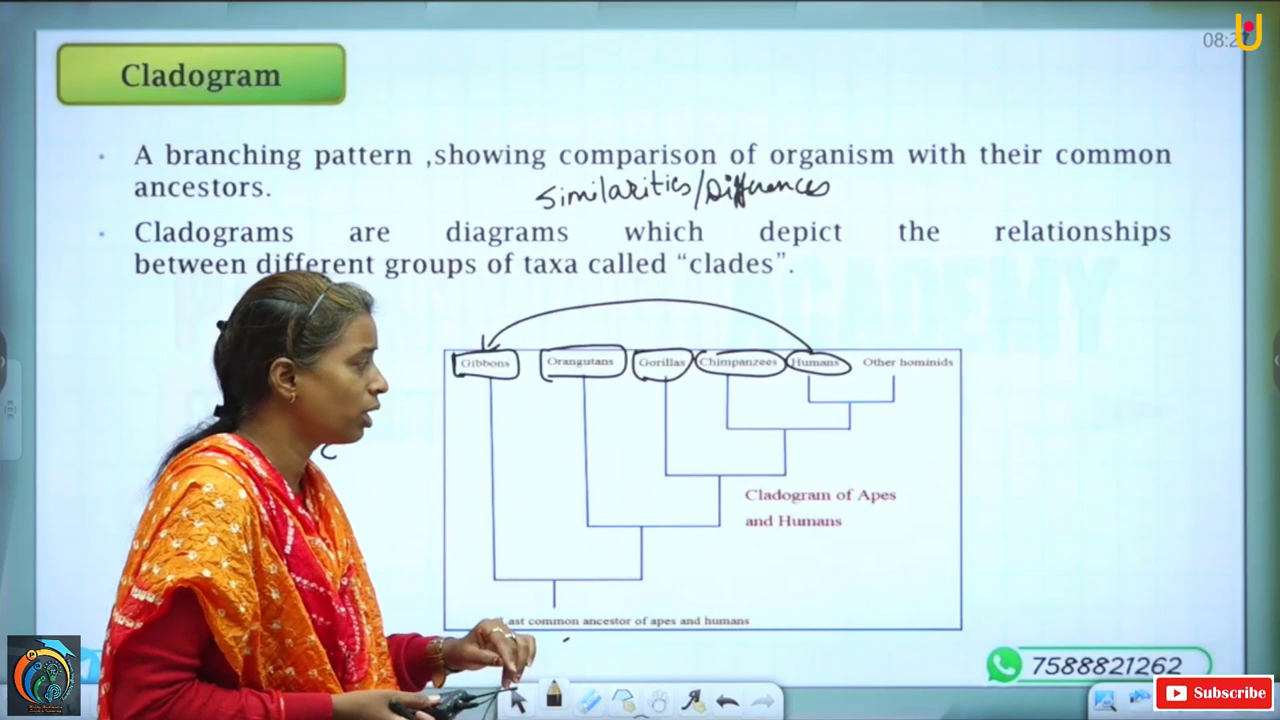 Cladogram
08:27
A branching pattern ,showing comparison of organism with their common
ancestors.
Similarities/Differences
Cladograms are diagrams which depict the relationships
between different groups of taxa called “clades”.
Gibbons Orangutans Gorillas Chimpanzees Humans Other hominids
Cladogram of Apes
and Humans
common ancestor of apes and humans
7588821262
Subscribe